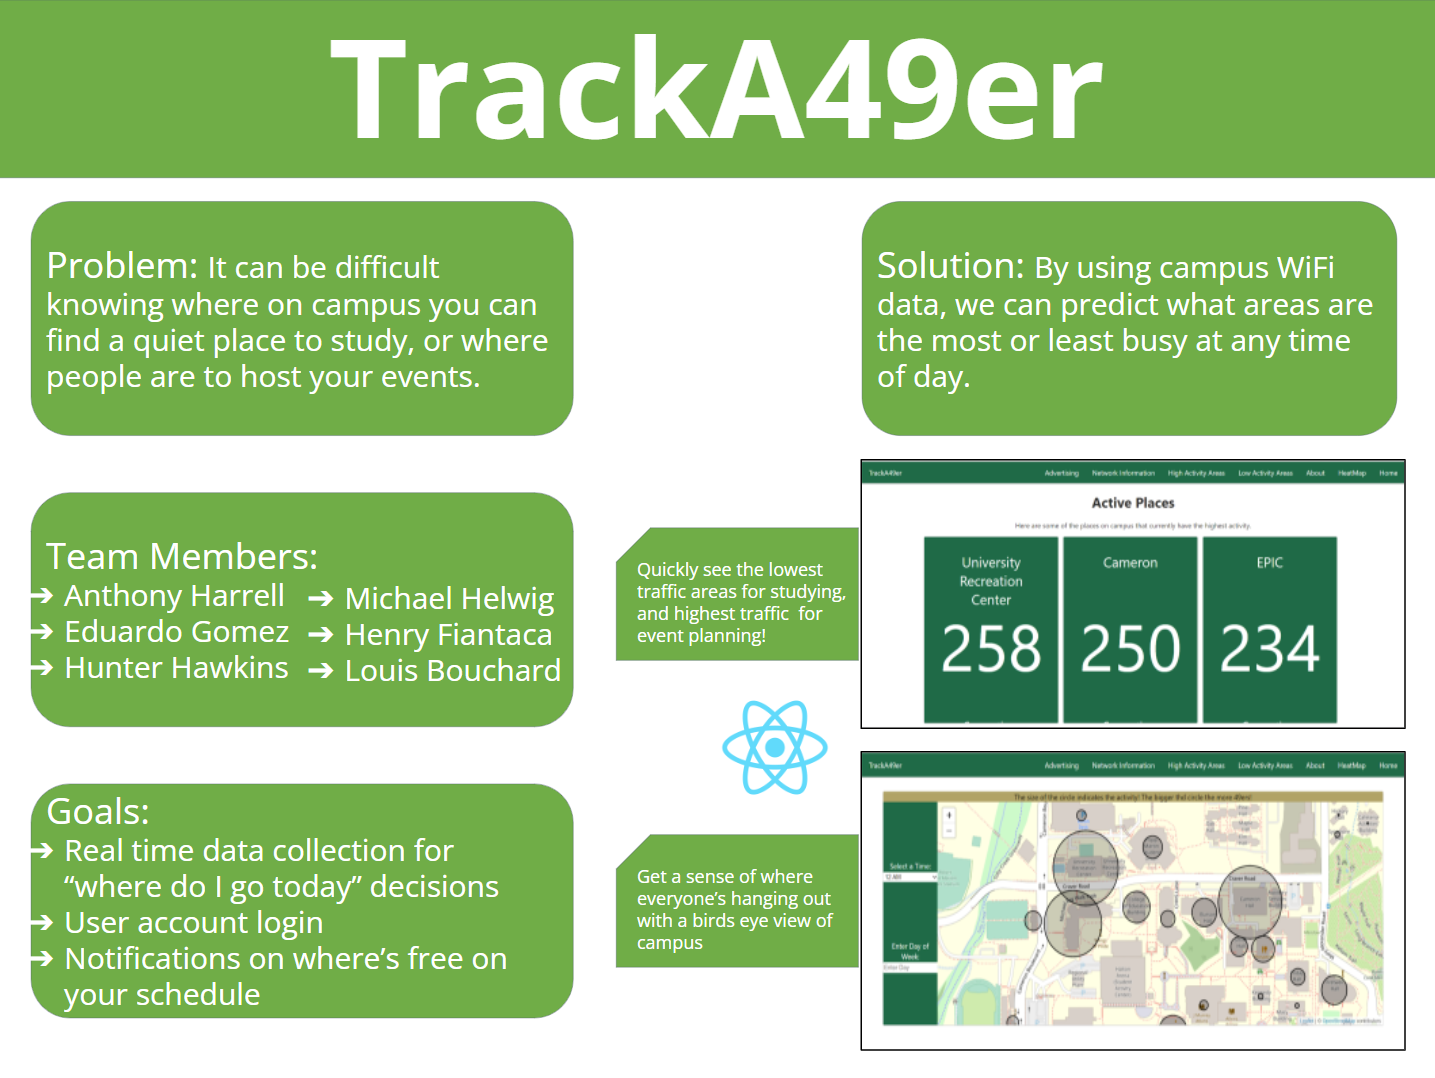 TrackA49er
Problem: It can be difficult
knowing where on campus you can
find a quiet place to study, or where
people are to host your events.
Solution: By using campus WiFi
data, we can predict what areas are
the most or least busy at any time
of day.
Team Members:
➔ Anthony Harrell
➔ Eduardo Gomez
➔ Hunter Hawkins
➔ Michael Helwig
➔ Henry Fiantaca
➔ Louis Bouchard
Goals:
➔ Real time data collection for
“where do I go today” decisions
➔ User account login
➔ Notifications on where’s free on
your schedule
Quickly see the lowest
traffic areas for studying,
and highest traffic  for
event planning!
TrackA49er Advertising Network Information High Activity Areas Low Activity Areas About HeatMap Home
Active Places
Here are some of the places on campus that currently have the highest activity.
University
Recreation
Center
258
Cameron
250
EPIC
234
Get a sense of where
everyone’s hanging out
with a birds eye view of
campus
TrackA49er Advertising Network Information High Activity Areas Low Activity Areas About HeatMap Home
The size of the circle indicates the activity! The bigger the circle the more 49ers!
+
−
Select a Time:
12 AM
Enter Day of
Week
Enter Day
Craver Road